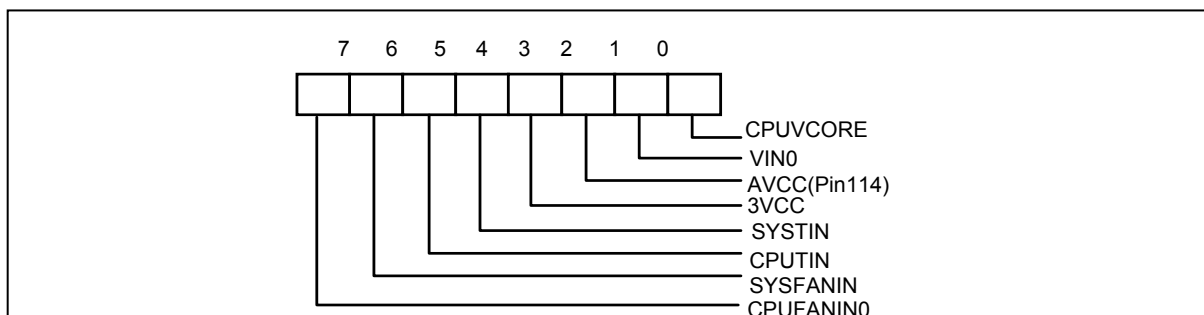 7 6 5 4 3 2 1 0
CPUVCORE
VIN0
AVCC(Pin114)
3VCC
SYSTIN
CPUTIN
SYSFANIN
CPUFANIN0